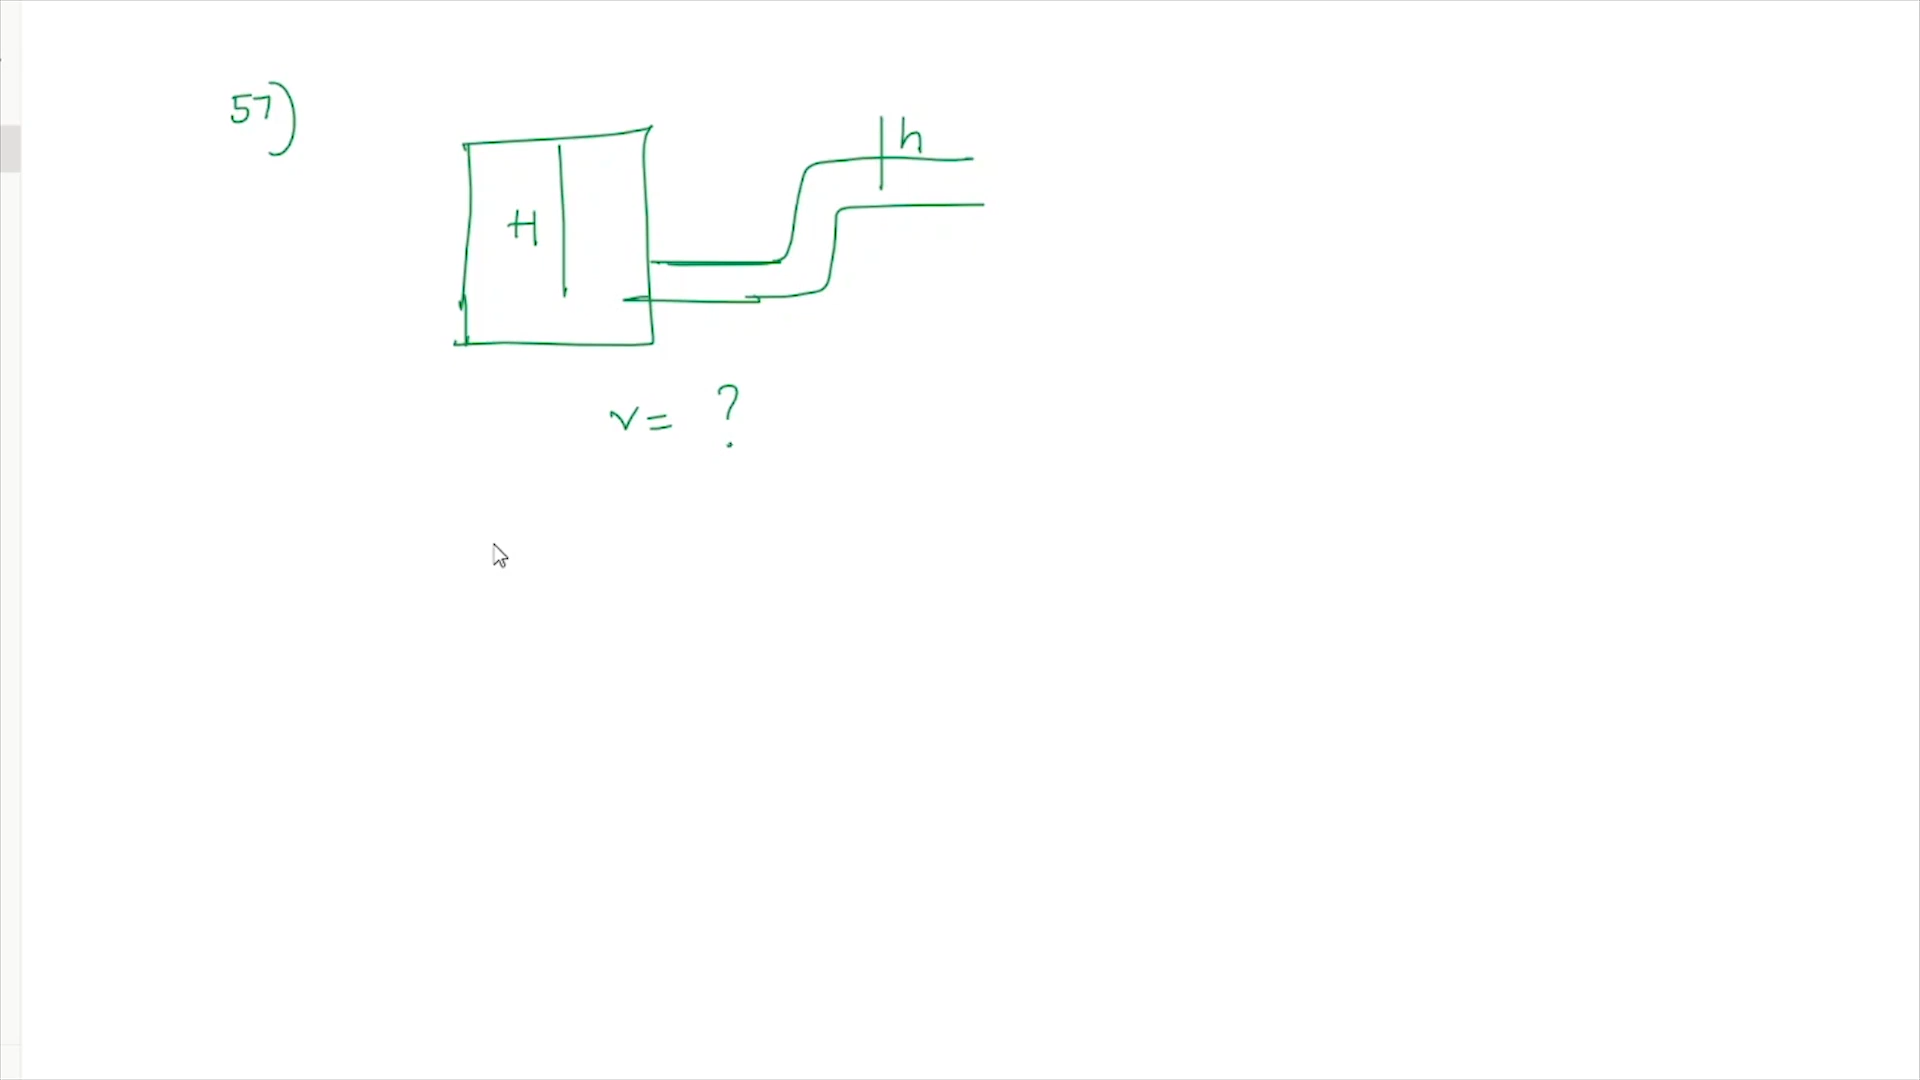 57)
h
H
v = ?